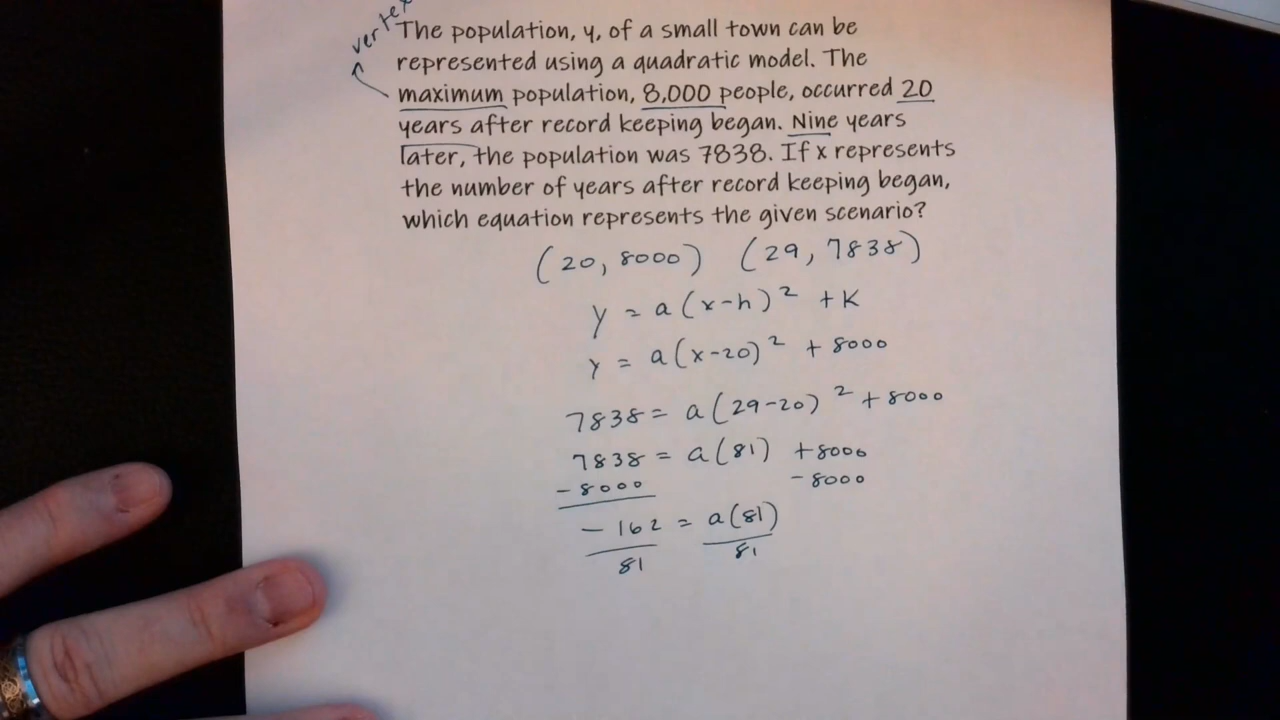 vertex
The population, y, of a small town can be
represented using a quadratic model. The
maximum population, 8,000 people, occurred 20
years after record keeping began. Nine years
later, the population was 7838. If x represents
the number of years after record keeping began,
which equation represents the given scenario?
(20, 8000) (29, 7838)
y = a(x-h)² + k
y = a(x-20)² + 8000
7838 = a(29-20)² + 8000
7838 = a(81) +8000
-8000 -8000
-162 = a(81)
81 81